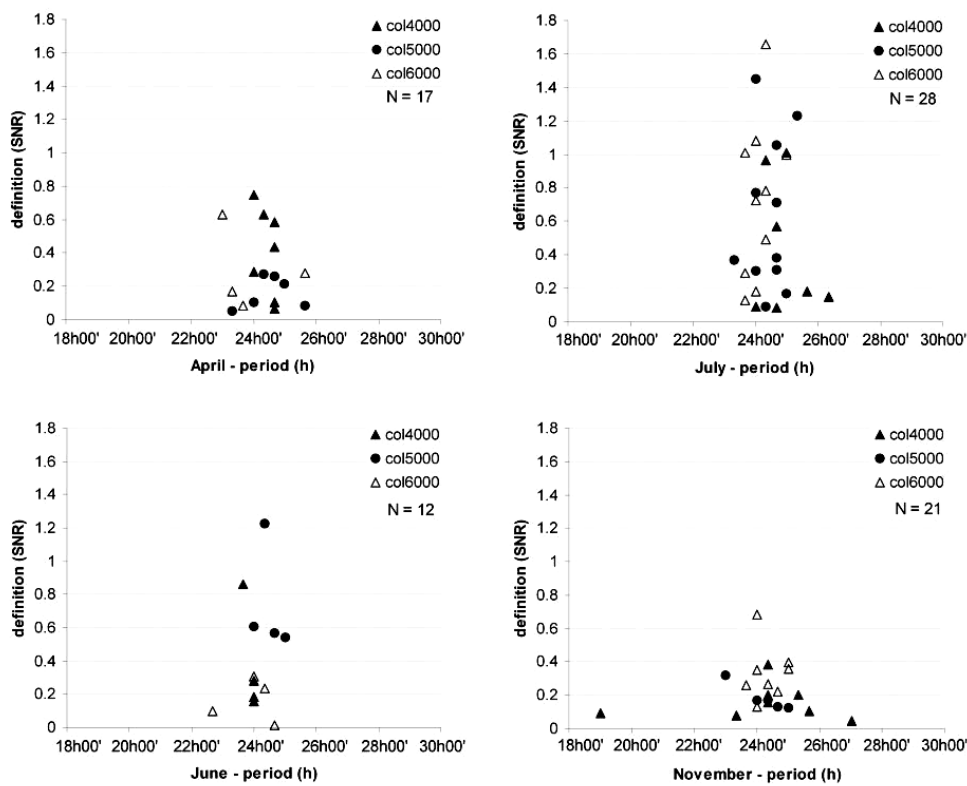 1.8
1.6
1.4
1.2
1
0.8
0.6
0.4
0.2
0
definition (SNR)
col4000
col5000
col6000
N = 17
18h00' 20h00' 22h00' 24h00' 26h00' 28h00' 30h00'
April - period (h)
1.8
1.6
1.4
1.2
1
0.8
0.6
0.4
0.2
0
definition (SNR)
col4000
col5000
col6000
N = 28
18h00' 20h00' 22h00' 24h00' 26h00' 28h00' 30h00'
July - period (h)
1.8
1.6
1.4
1.2
1
0.8
0.6
0.4
0.2
0
definition (SNR)
col4000
col5000
col6000
N = 12
18h00' 20h00' 22h00' 24h00' 26h00' 28h00' 30h00'
June - period (h)
1.8
1.6
1.4
1.2
1
0.8
0.6
0.4
0.2
0
definition (SNR)
col4000
col5000
col6000
N = 21
18h00' 20h00' 22h00' 24h00' 26h00' 28h00' 30h00'
November - period (h)